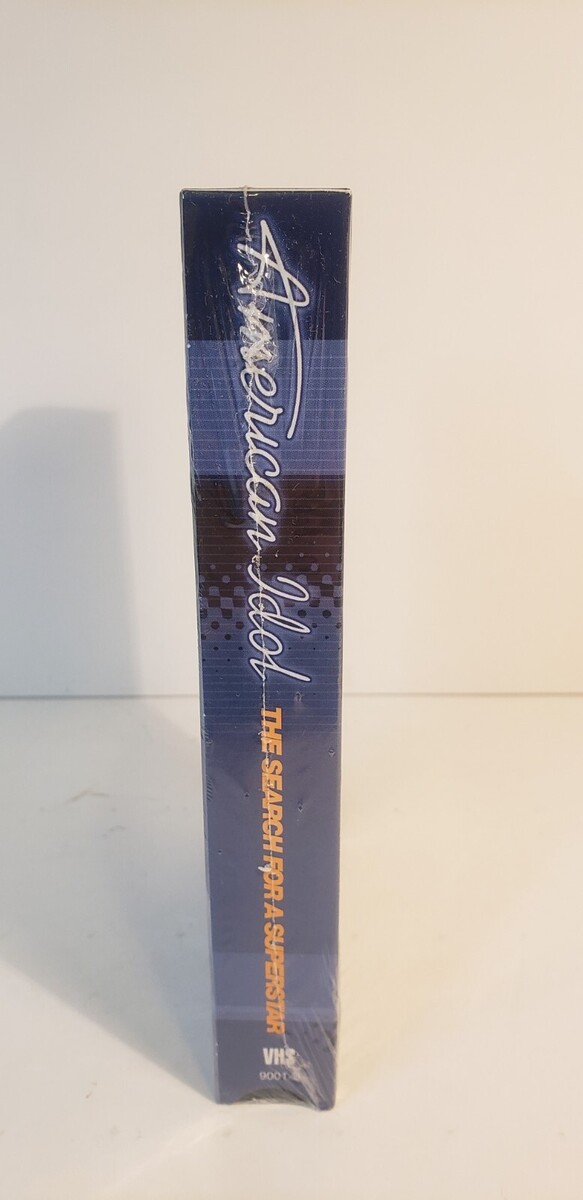 American Idol
THE SEARCH FOR A SUPERSTAR
VHS